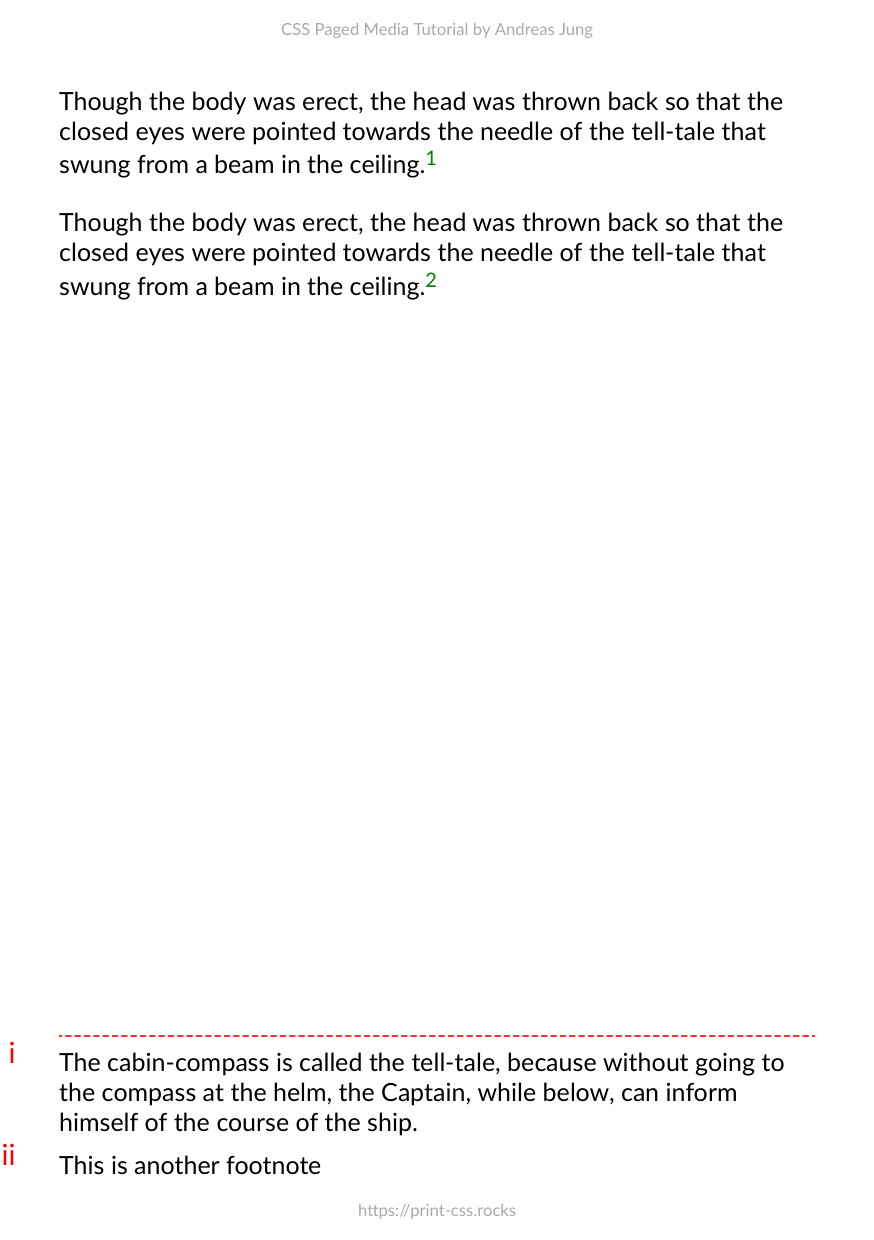 CSS Paged Media Tutorial by Andreas Jung
Though the body was erect, the head was thrown back so that the
closed eyes were pointed towards the needle of the tell-tale that
swung from a beam in the ceiling.1
Though the body was erect, the head was thrown back so that the
closed eyes were pointed towards the needle of the tell-tale that
swung from a beam in the ceiling.2
i The cabin-compass is called the tell-tale, because without going to
the compass at the helm, the Captain, while below, can inform
himself of the course of the ship.
ii This is another footnote
https://print-css.rocks